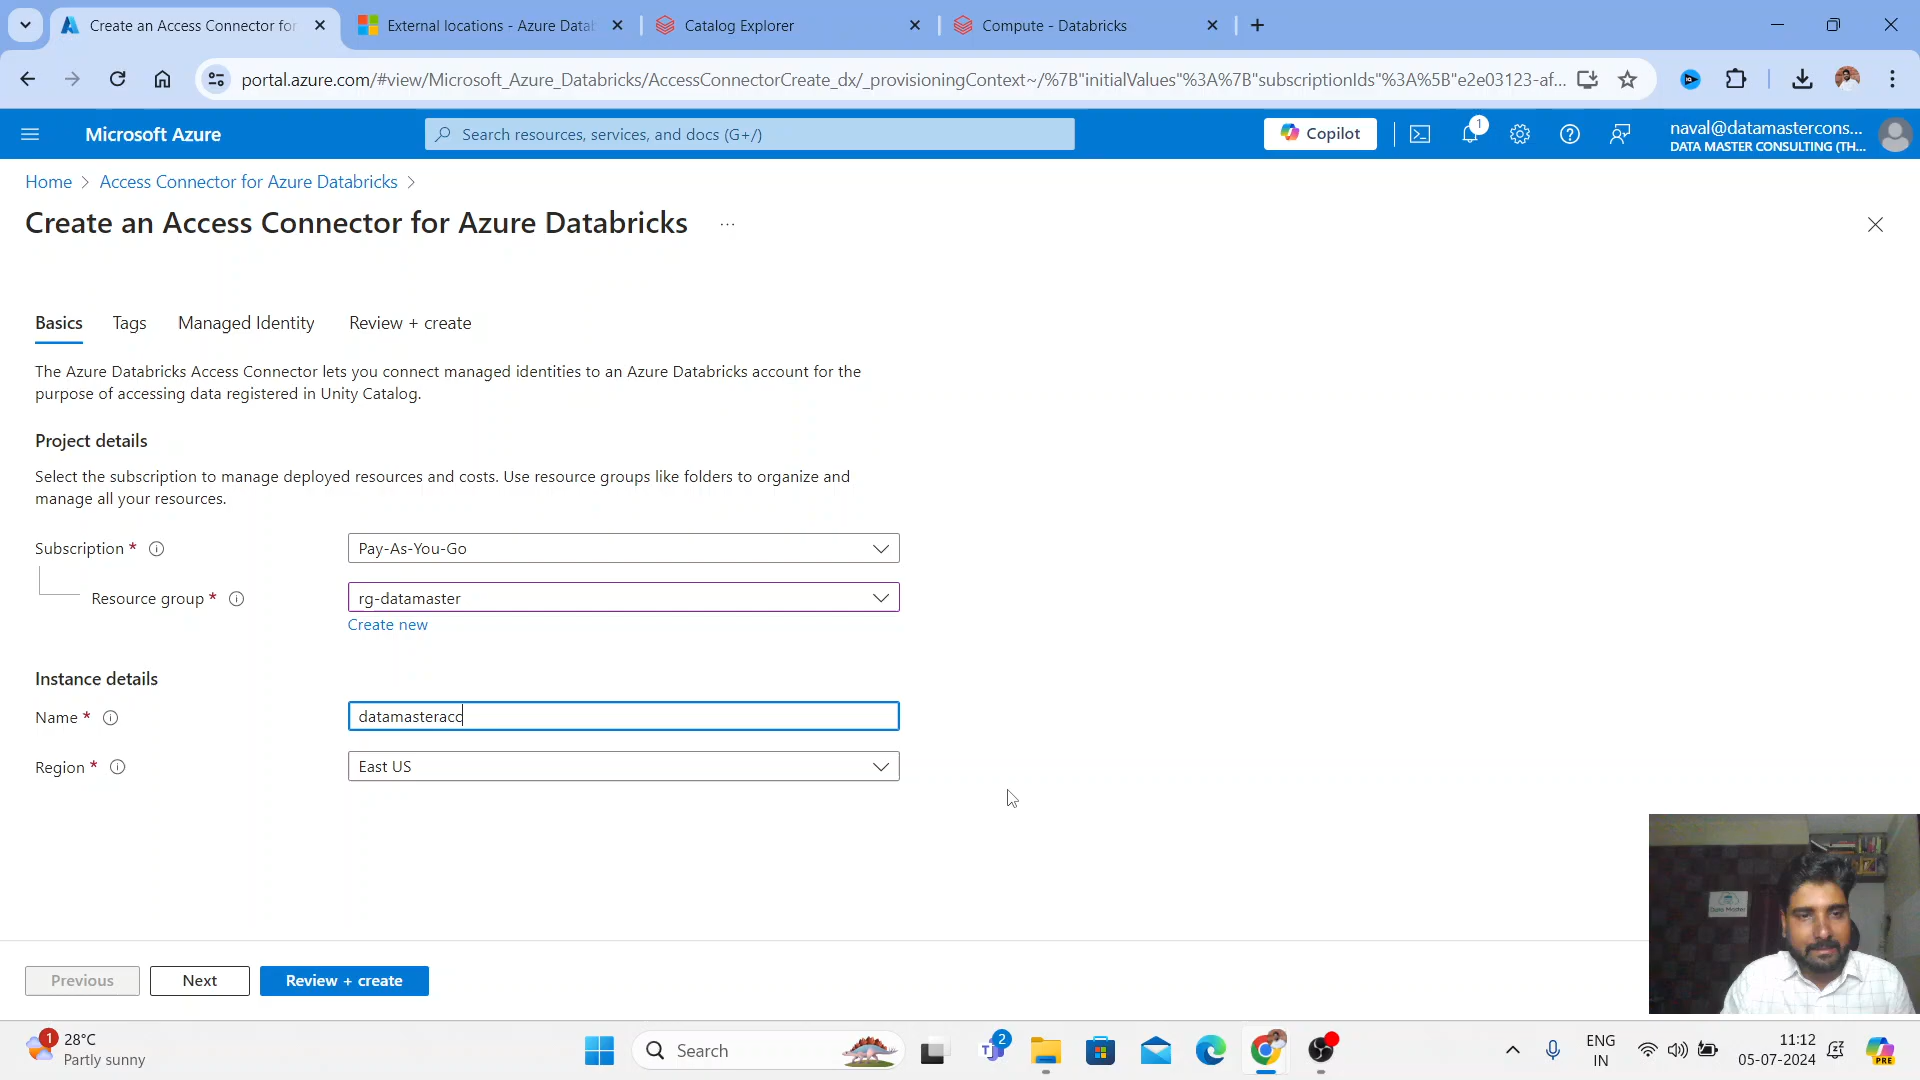 Create an Access Connector for
External locations - Azure Datab
Catalog Explorer
Compute - Databricks
portal.azure.com/#view/Microsoft_Azure_Databricks/AccessConnectorCreate_dx/_provisioningContext~/%7B"initialValues"%3A%7B"subscriptionIds"%3A%5B"e2e03123-af...
Microsoft Azure
Search resources, services, and docs (G+/)
Copilot
1
naval@datamastercons...
DATA MASTER CONSULTING (TH...
Home
Access Connector for Azure Databricks
Create an Access Connector for Azure Databricks
...
Basics
Tags
Managed Identity
Review + create
The Azure Databricks Access Connector lets you connect managed identities to an Azure Databricks account for the
purpose of accessing data registered in Unity Catalog.
Project details
Select the subscription to manage deployed resources and costs. Use resource groups like folders to organize and
manage all your resources.
Subscription *
Pay-As-You-Go
Resource group *
rg-datamaster
Create new
Instance details
Name *
datamasteracc
Region *
East US
Previous
Next
Review + create
1
28°C
Partly sunny
Search
2
ENG
IN
11:12
05-07-2024
PRE